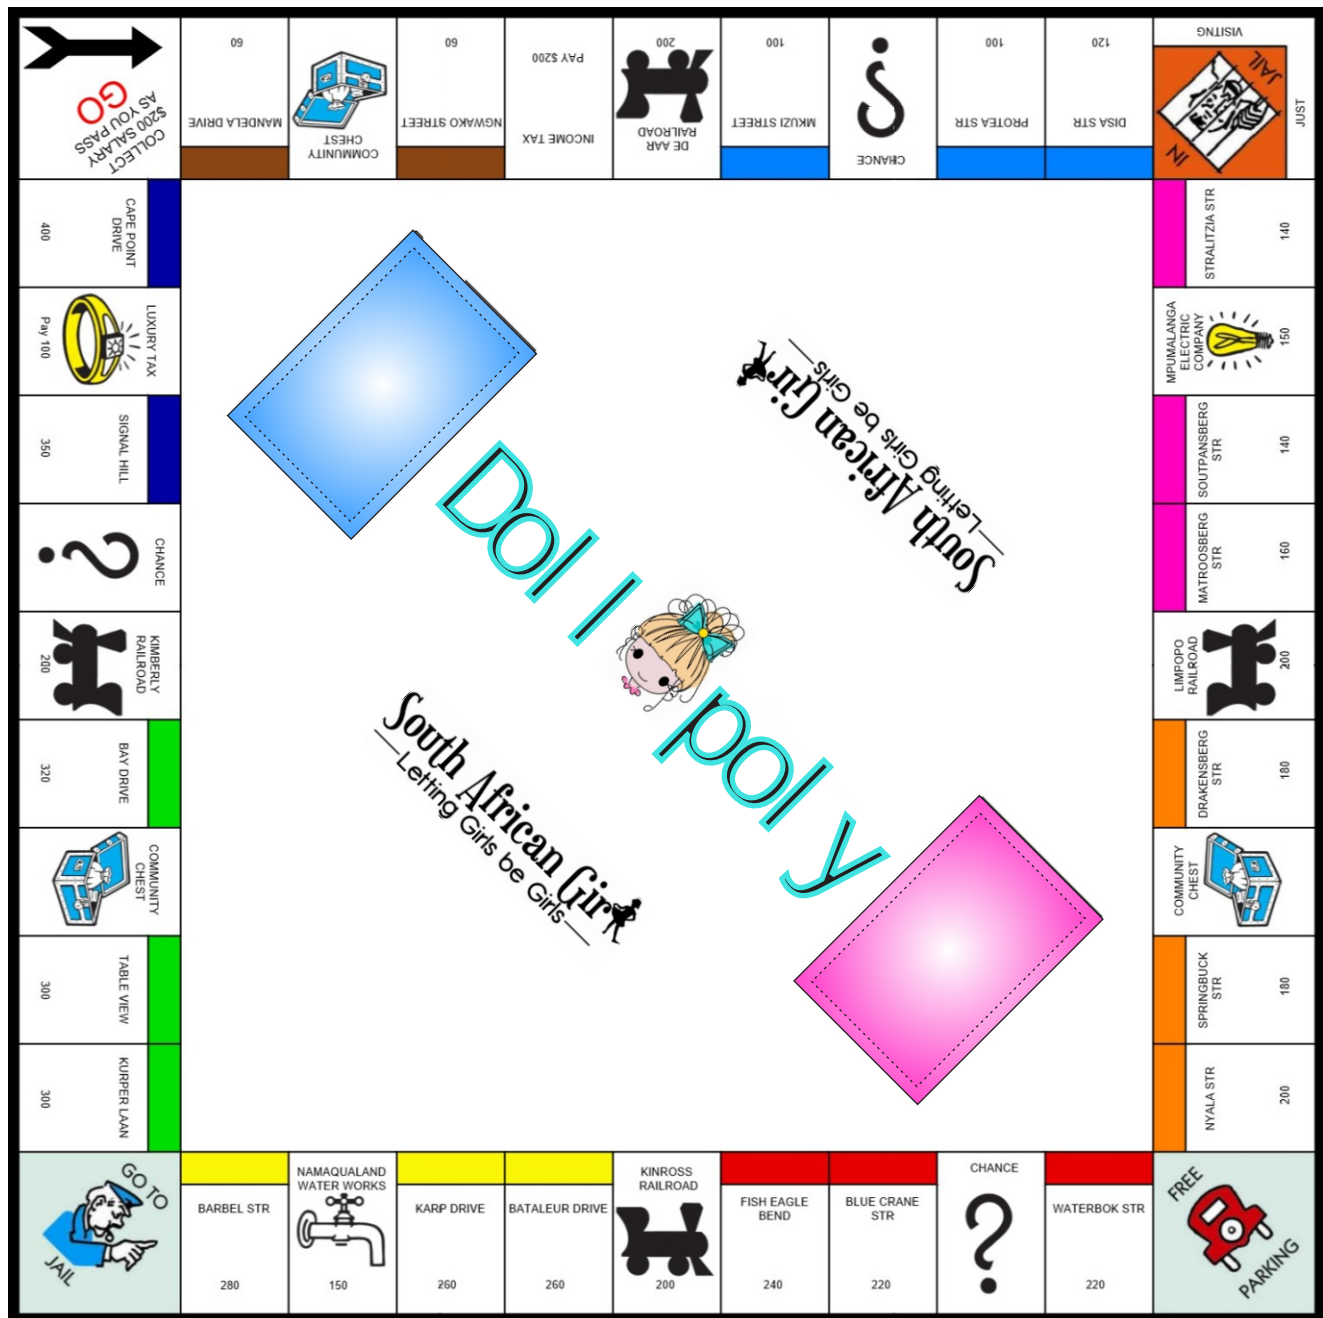 COLLECT
$200 SALARY
AS YOU PASS
GO
60
MANDELA DRIVE
COMMUNITY
CHEST
60
NGWAKO STREET
PAY $200
INCOME TAX
200
DE AAR
RAILROAD
100
MKUZI STREET
CHANCE
100
PROTEA STR
120
DISA STR
VISITNG
JUST
IN
JAIL
STRALITZIA STR
140
MPUMALANGA
ELECTRIC
COMPANY
150
SOUTPANSBERG
STR
140
MATROOSBERG
STR
160
LIMPOPO
RAILROAD
200
DRAKENSBERG
STR
180
COMMUNITY
CHEST
SPRINGBUCK
STR
180
NYALA STR
200
FREE
PARKING
WATERBOK STR
220
CHANCE
BLUE CRANE
STR
220
FISH EAGLE
BEND
240
KINROSS
RAILROAD
200
BATALEUR DRIVE
260
KARP DRIVE
260
NAMAQUALAND
WATER WORKS
150
BARBEL STR
280
GO TO
JAIL
KURPER LAAN
300
TABLE VIEW
300
COMMUNITY
CHEST
BAY DRIVE
320
KIMBERLY
RAILROAD
200
CHANCE
SIGNAL HILL
350
LUXURY TAX
Pay 100
CAPE POINT
DRIVE
400
South African Girl
Letting Girls be Girls
Dollopoly
South African Girl
Letting Girls be Girls